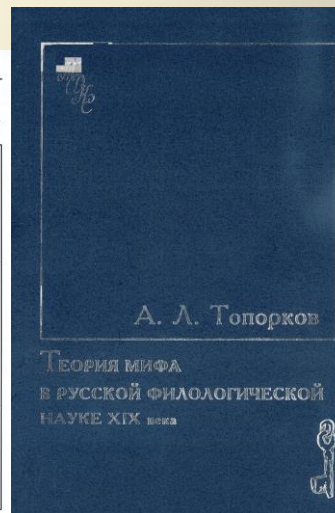 А. Л. Топорков
Теория мифа
в русской филологической
науке XIX века